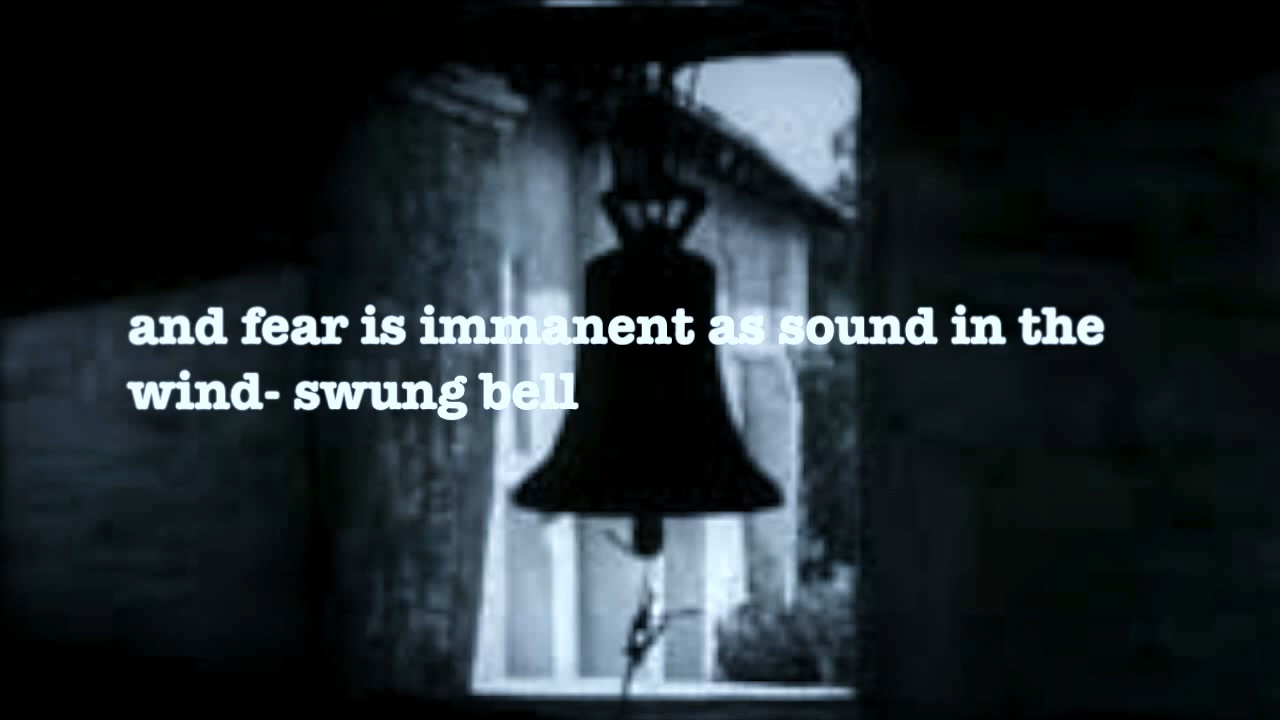 and fear is immanent as sound in the
wind- swung bell